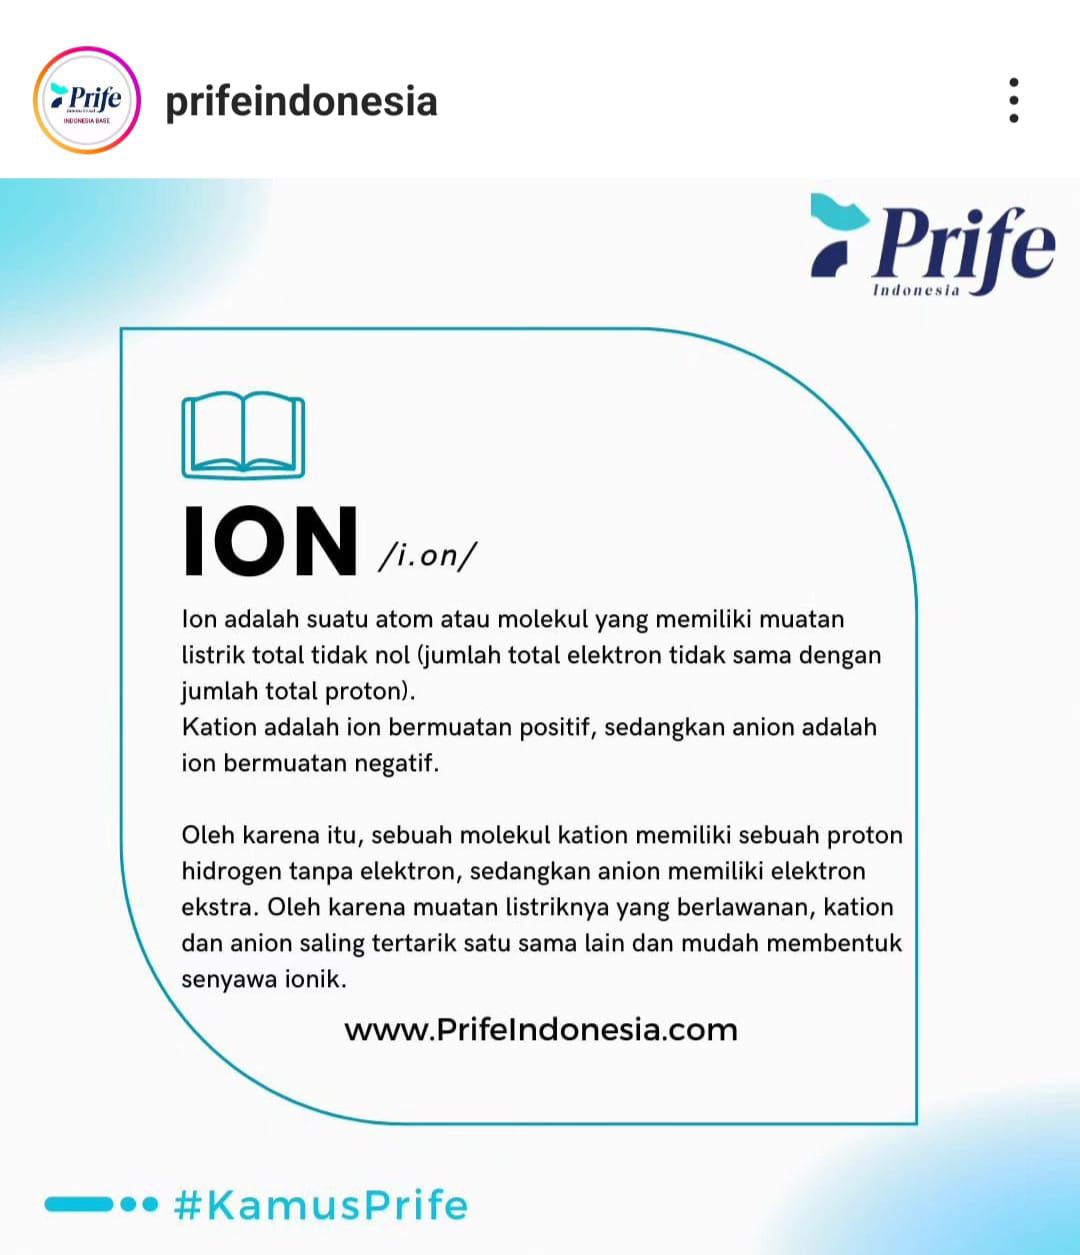 Prife
INDONESIA BASE
prifeindonesia
Prife
Indonesia
ION /i.on/
Ion adalah suatu atom atau molekul yang memiliki muatan
listrik total tidak nol (jumlah total elektron tidak sama dengan
jumlah total proton).
Kation adalah ion bermuatan positif, sedangkan anion adalah
ion bermuatan negatif.
Oleh karena itu, sebuah molekul kation memiliki sebuah proton
hidrogen tanpa elektron, sedangkan anion memiliki elektron
ekstra. Oleh karena muatan listriknya yang berlawanan, kation
dan anion saling tertarik satu sama lain dan mudah membentuk
senyawa ionik.
www.PrifeIndonesia.com
#KamusPrife